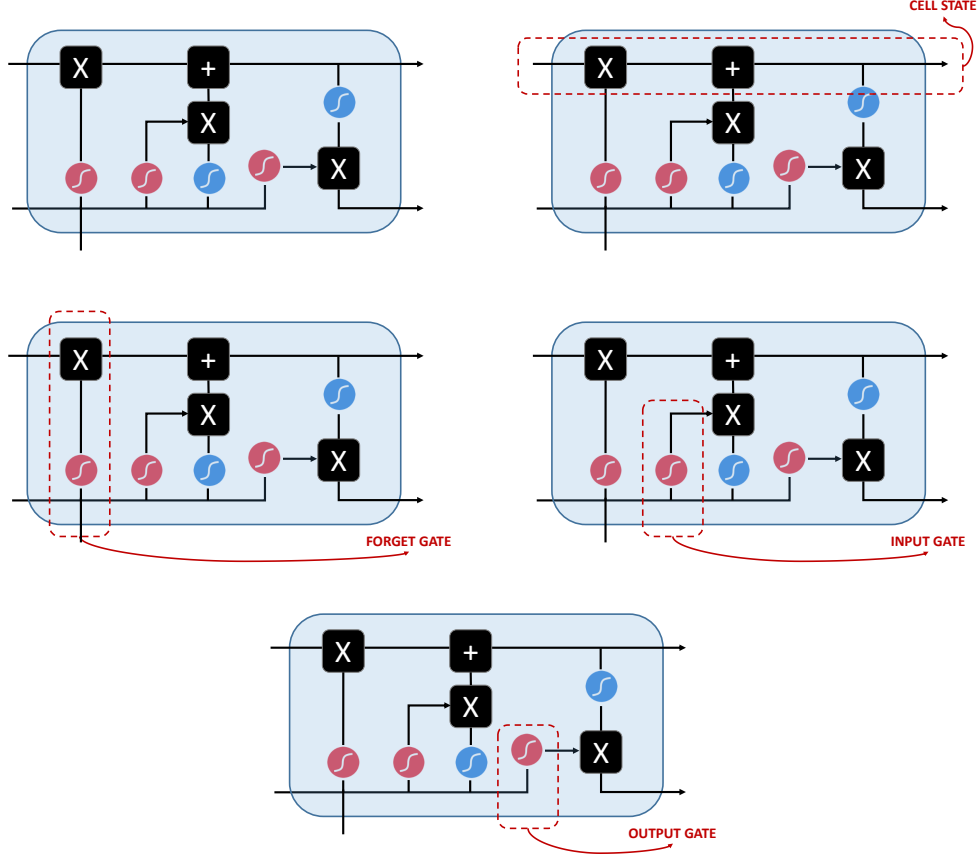 CELL STATE
X
+
X
X
X
+
X
X
X
+
X
X
FORGET GATE
X
+
X
X
INPUT GATE
X
+
X
X
OUTPUT GATE